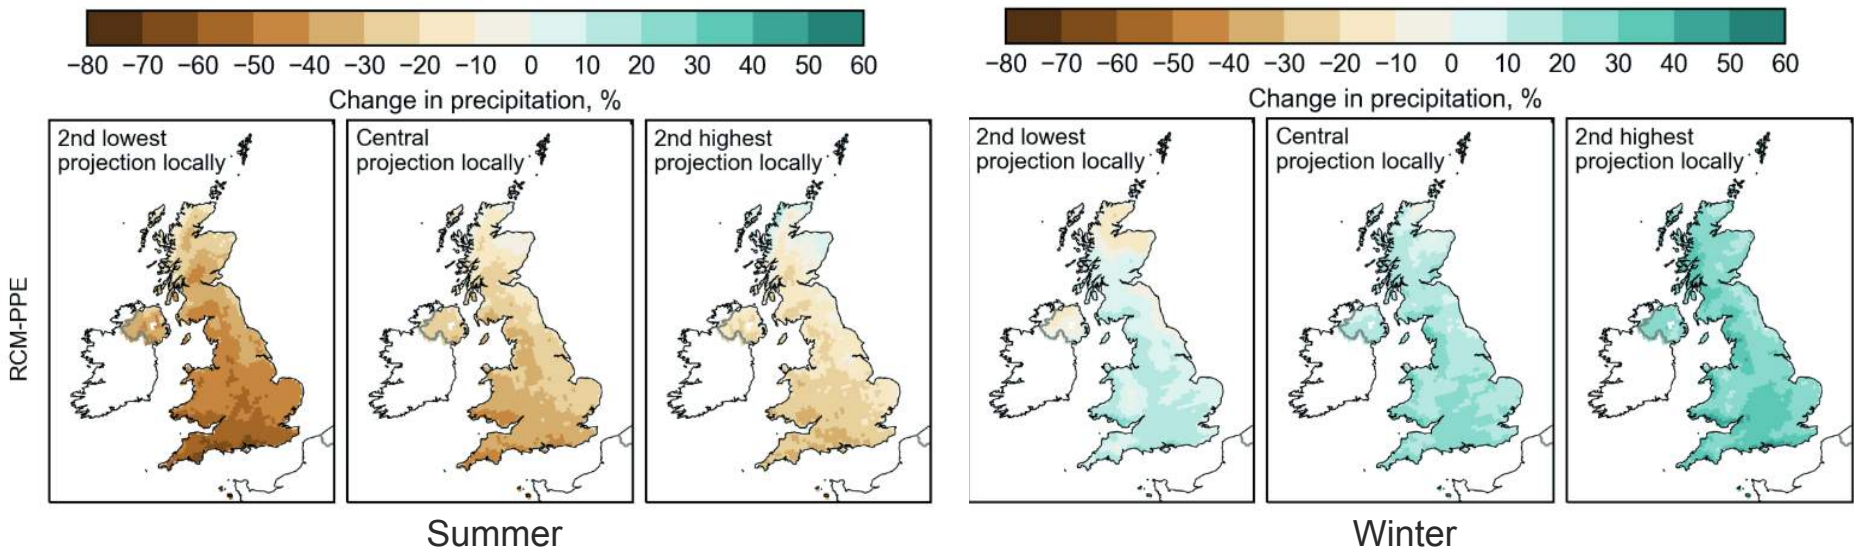 −80 −70 −60 −50 −40 −30 −20 −10 0 10 20 30 40 50 60
Change in precipitation, %
2nd lowest
projection locally
Central
projection locally
2nd highest
projection locally
RCM-PPE
Summer
−80 −70 −60 −50 −40 −30 −20 −10 0 10 20 30 40 50 60
Change in precipitation, %
2nd lowest
projection locally
Central
projection locally
2nd highest
projection locally
Winter